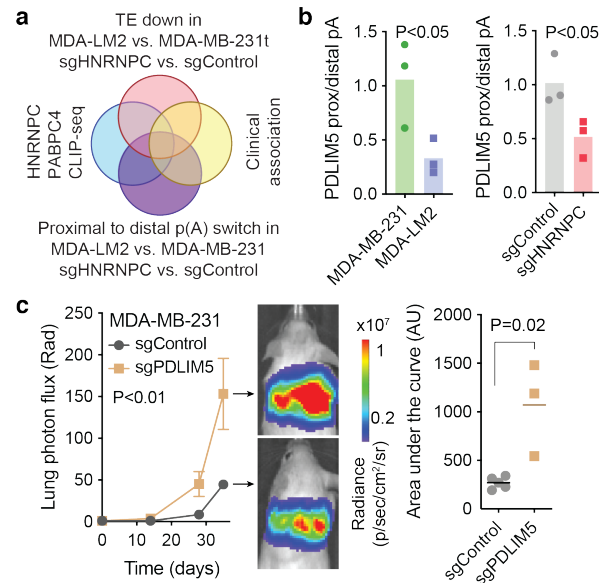 a
TE down in
MDA-LM2 vs. MDA-MB-231t
sgHNRNPC vs. sgControl
HNRNPC
PABPC4
CLIP-seq
Clinical
association
Proximal to distal p(A) switch in
MDA-LM2 vs. MDA-MB-231
sgHNRNPC vs. sgControl
b
PDLIM5 prox/distal pA
1.5
1.0
0.5
0.0
P<0.05
MDA-MB-231
MDA-LM2
PDLIM5 prox/distal pA
1.5
1.0
0.5
0.0
P<0.05
sgControl
sgHNRNPC
c
Lung photon flux (Rad)
250
200
150
100
50
0
MDA-MB-231
sgControl
sgPDLIM5
P<0.01
0 10 20 30
Time (days)
x10⁷
1
0.2
Radiance
(p/sec/cm²/sr)
Area under the curve (AU)
2000
1500
1000
500
0
P=0.02
sgControl
sgPDLIM5